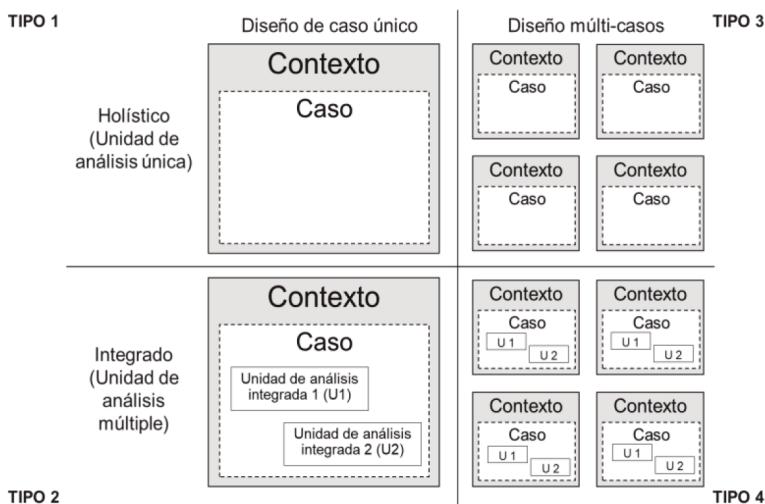 TIPO 1
Diseño de caso único
Diseño múlti-casos
TIPO 3
Holístico
(Unidad de
análisis única)
Contexto
Caso
Contexto
Caso
Contexto
Caso
Contexto
Caso
Contexto
Caso
Integrado
(Unidad de
análisis
múltiple)
Contexto
Caso
Unidad de análisis
integrada 1 (U1)
Unidad de análisis
integrada 2 (U2)
Contexto
Caso
U 1
U 2
Contexto
Caso
U 1
U 2
Contexto
Caso
U 1
U 2
Contexto
Caso
U 1
U 2
TIPO 2
TIPO 4